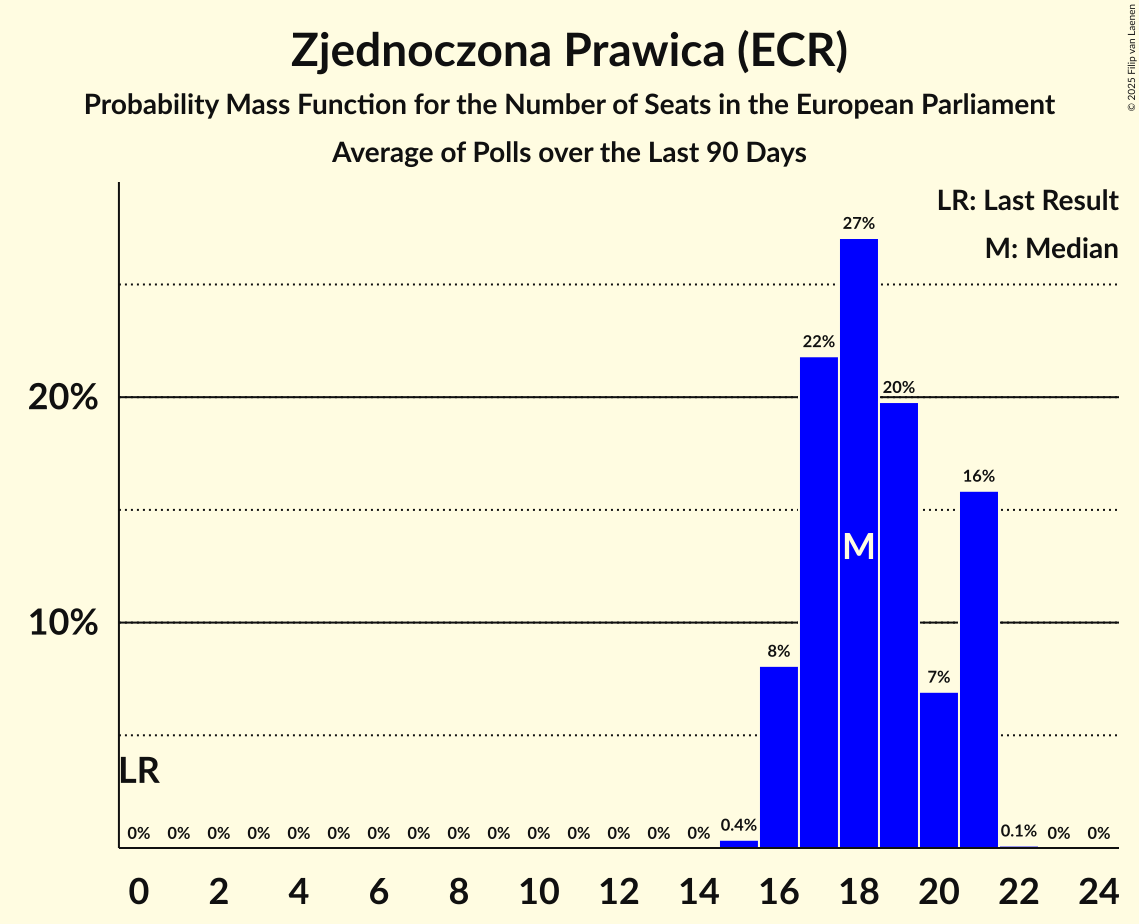 Zjednoczona Prawica (ECR)
Probability Mass Function for the Number of Seats in the European Parliament
Average of Polls over the Last 90 Days
© 2025 Filip van Laenen
LR: Last Result
M: Median
27%
22%
20%
20%
16%
M
10%
8%
7%
LR
0% 0% 0% 0% 0% 0% 0% 0% 0% 0% 0% 0% 0% 0% 0% 0.4% 0.1% 0% 0%
0 2 4 6 8 10 12 14 16 18 20 22 24